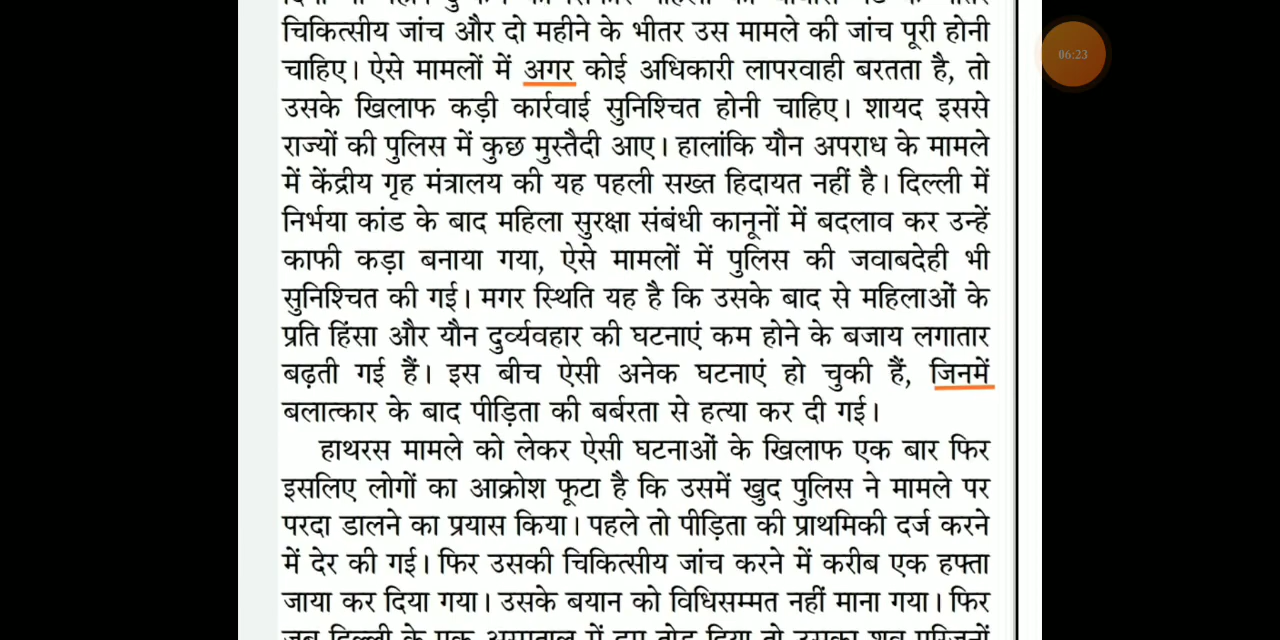 चिकित्सीय जांच और दो महीने के भीतर उस मामले की जांच पूरी होनी
चाहिए। ऐसे मामलों में अगर कोई अधिकारी लापरवाही बरतता है, तो
उसके खिलाफ कड़ी कार्रवाई सुनिश्चित होनी चाहिए। शायद इससे
राज्यों की पुलिस में कुछ मुस्तैदी आए। हालांकि यौन अपराध के मामले
में केंद्रीय गृह मंत्रालय की यह पहली सख्त हिदायत नहीं है। दिल्ली में
निर्भया कांड के बाद महिला सुरक्षा संबंधी कानूनों में बदलाव कर उन्हें
काफी कड़ा बनाया गया, ऐसे मामलों में पुलिस की जवाबदेही भी
सुनिश्चित की गई। मगर स्थिति यह है कि उसके बाद से महिलाओं के
प्रति हिंसा और यौन दुर्व्यवहार की घटनाएं कम होने के बजाय लगातार
बढ़ती गई हैं। इस बीच ऐसी अनेक घटनाएं हो चुकी हैं, जिनमें
बलात्कार के बाद पीड़िता की बर्बरता से हत्या कर दी गई।
हाथरस मामले को लेकर ऐसी घटनाओं के खिलाफ एक बार फिर
इसलिए लोगों का आक्रोश फूटा है कि उसमें खुद पुलिस ने मामले पर
परदा डालने का प्रयास किया। पहले तो पीड़िता की प्राथमिकी दर्ज करने
में देर की गई। फिर उसकी चिकित्सीय जांच करने में करीब एक हफ्ता
जाया कर दिया गया। उसके बयान को विधिसम्मत नहीं माना गया। फिर
06:23